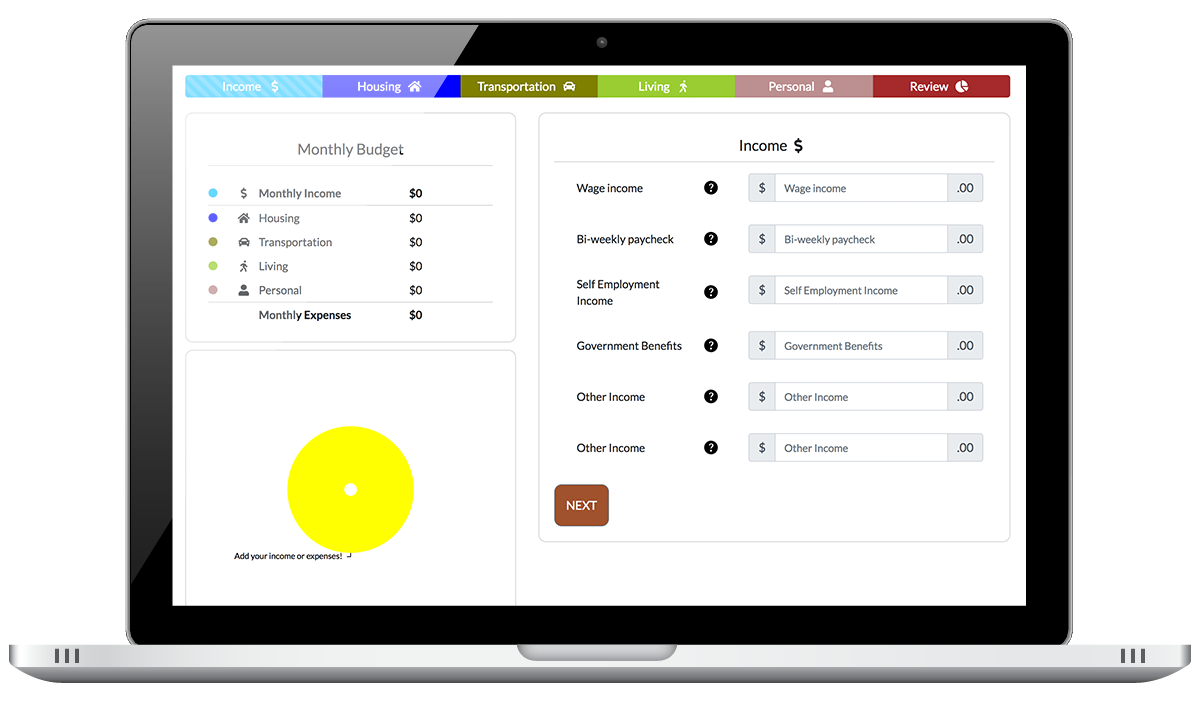 Income $
Housing
Transportation
Living
Personal
Review
Monthly Budget
$ Monthly Income $0
Housing $0
Transportation $0
Living $0
Personal $0
Monthly Expenses $0
Add your income or expenses!
Income $
Wage income ? $ Wage income .00
Bi-weekly paycheck ? $ Bi-weekly paycheck .00
Self Employment
Income ? $ Self Employment Income .00
Government Benefits ? $ Government Benefits .00
Other Income ? $ Other Income .00
Other Income ? $ Other Income .00
NEXT